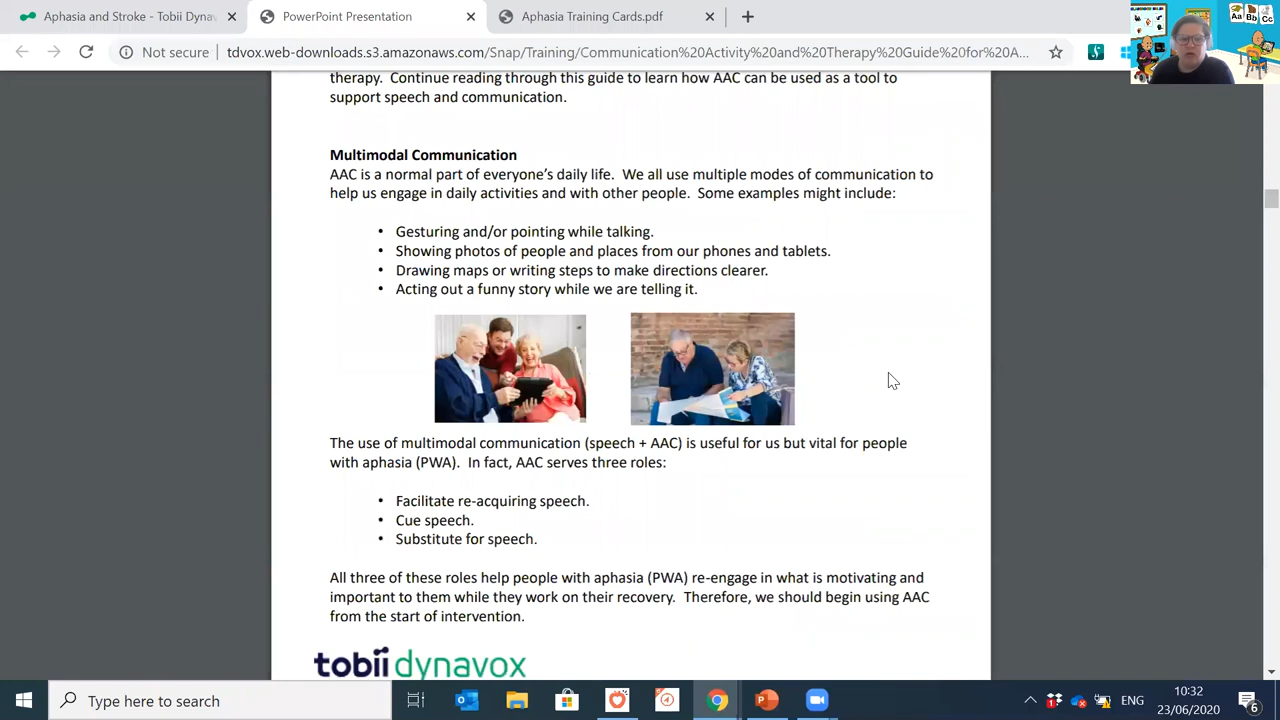 Aphasia and Stroke - Tobii Dynav
PowerPoint Presentation
Aphasia Training Cards.pdf
Aa Bb Cc
Not secure
tdvox.web-downloads.s3.amazonaws.com/Snap/Training/Communication%20Activity%20and%20Therapy%20Guide%20for%20A...
therapy. Continue reading through this guide to learn how AAC can be used as a tool to
support speech and communication.
Multimodal Communication
AAC is a normal part of everyone's daily life. We all use multiple modes of communication to
help us engage in daily activities and with other people. Some examples might include:
• Gesturing and/or pointing while talking.
• Showing photos of people and places from our phones and tablets.
• Drawing maps or writing steps to make directions clearer.
• Acting out a funny story while we are telling it.
The use of multimodal communication (speech + AAC) is useful for us but vital for people
with aphasia (PWA). In fact, AAC serves three roles:
• Facilitate re-acquiring speech.
• Cue speech.
• Substitute for speech.
All three of these roles help people with aphasia (PWA) re-engage in what is motivating and
important to them while they work on their recovery. Therefore, we should begin using AAC
from the start of intervention.
tobii dynavox
Type here to search
ENG
10:32
23/06/2020
6